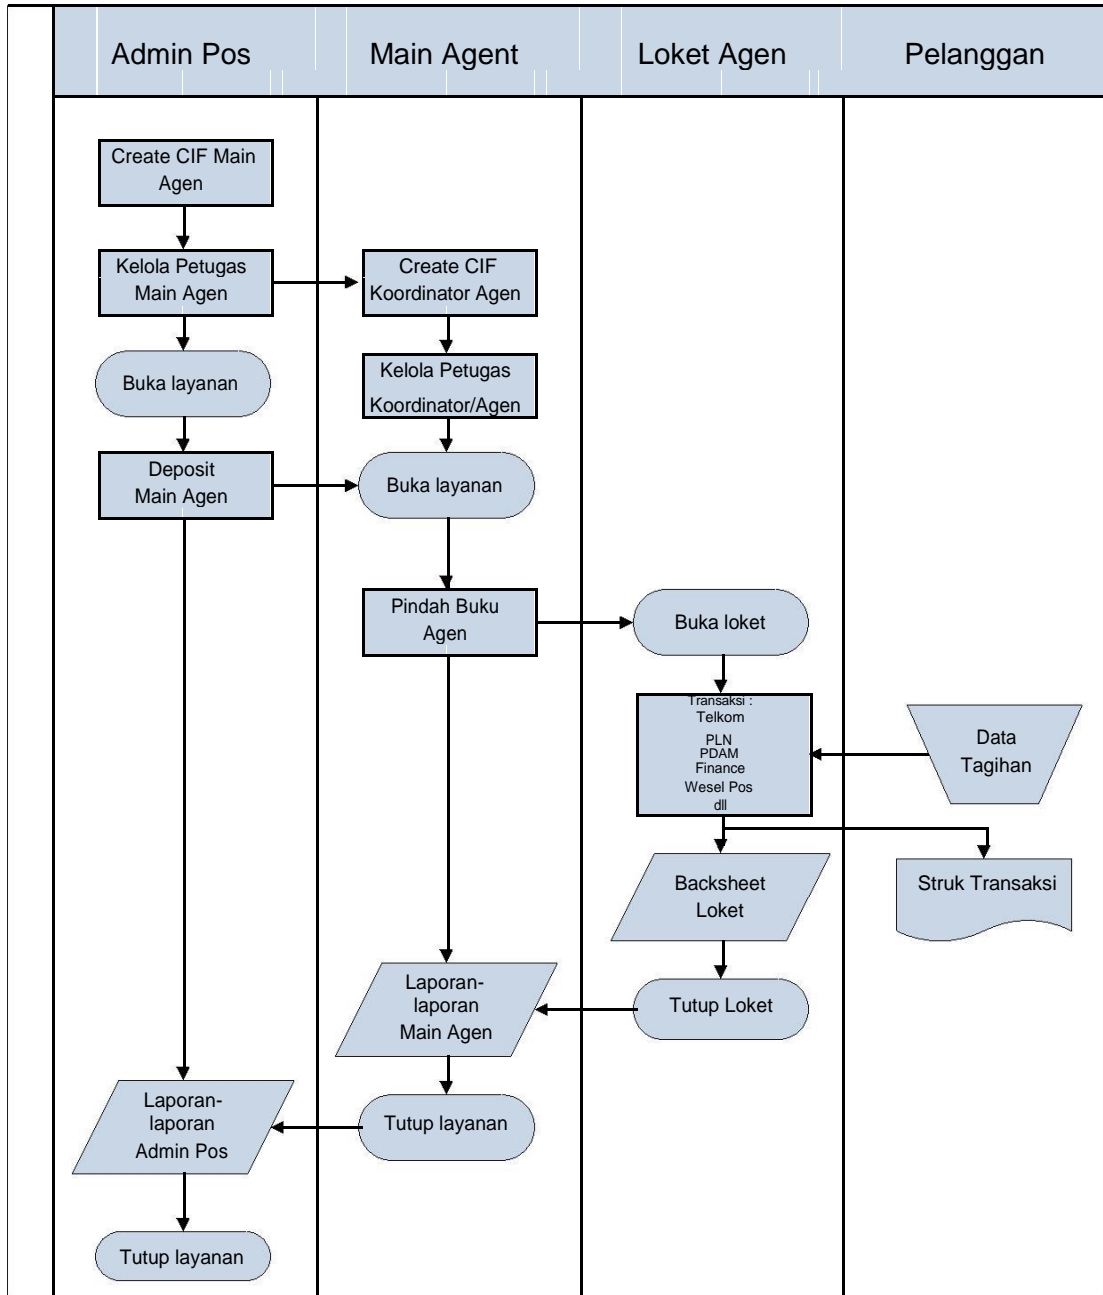 Admin Pos
Main Agent
Loket Agen
Pelanggan
Create CIF Main
Agen
Kelola Petugas
Main Agen
Create CIF
Koordinator Agen
Buka layanan
Kelola Petugas
Koordinator/Agen
Deposit
Main Agen
Buka layanan
Pindah Buku
Agen
Buka loket
Transaksi :
Telkom
PLN
PDAM
Finance
Wesel Pos
dll
Data
Tagihan
Backsheet
Loket
Struk Transaksi
Laporan-
laporan
Main Agen
Tutup Loket
Laporan-
laporan
Admin Pos
Tutup layanan
Tutup layanan